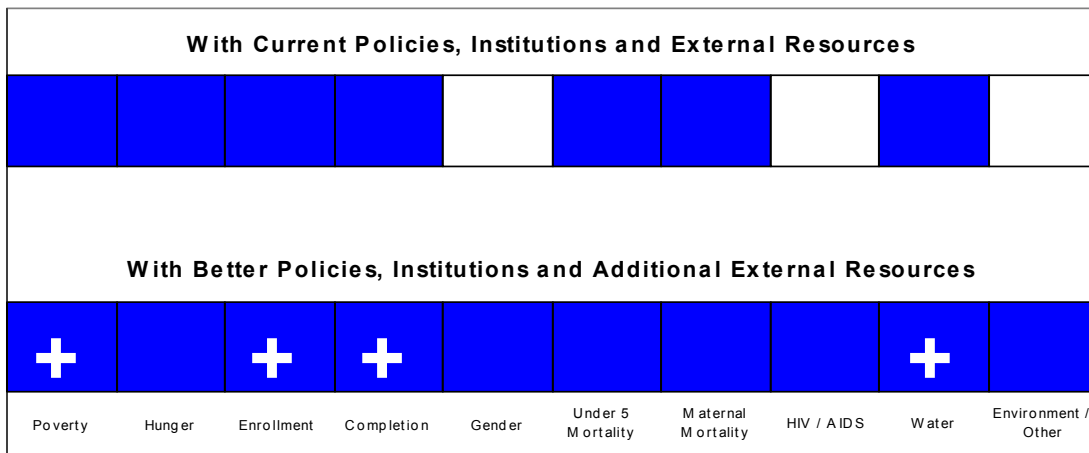 With Current Policies, Institutions and External Resources
With Better Policies, Institutions and Additional External Resources
+ + + +
Poverty Hunger Enrollment Completion Gender Under 5 Mortality Maternal Mortality HIV / AIDS Water Environment / Other